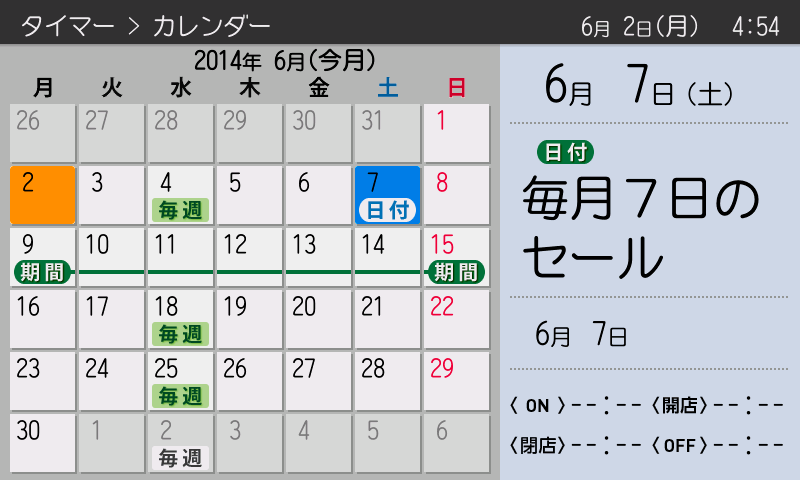 タイマー > カレンダー 6月 2日(月) 4:54
2014年 6月(今月)
月 火 水 木 金 土 日
26 27 28 29 30 31 1
2 3 4 5 6 7 8
毎週 日付
9 10 11 12 13 14 15
期間 期間
16 17 18 19 20 21 22
毎週
23 24 25 26 27 28 29
毎週
30 1 2 3 4 5 6
毎週
6月 7日(土)
日付
毎月7日の
セール
6月 7日
〈 ON 〉--:-- 〈開店〉--:--
〈閉店〉--:-- 〈 OFF 〉--:--